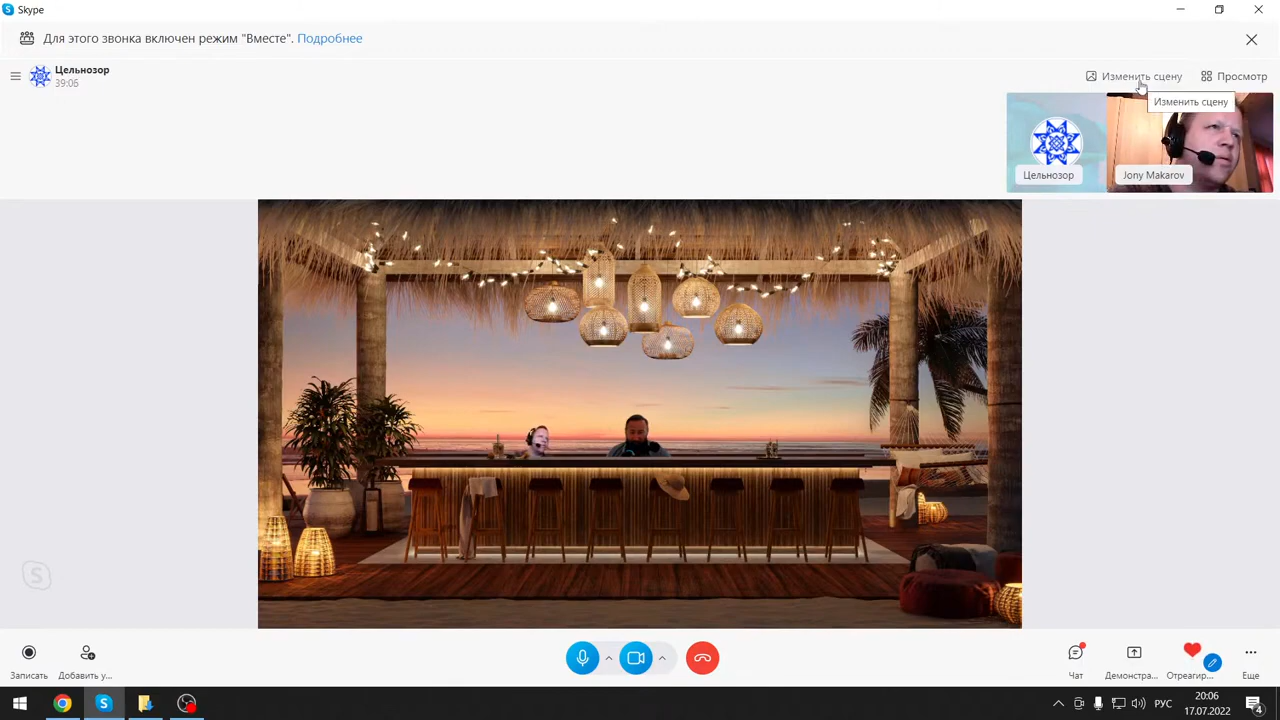 Skype
Для этого звонка включен режим "Вместе". Подробнее
Цельнозор
39:06
Изменить сцену
Просмотр
Изменить сцену
Цельнозор
Jony Makarov
Записать
Добавить у...
Чат
Демонстра...
Отреагир...
Еще
РУС
20:06
17.07.2022
4